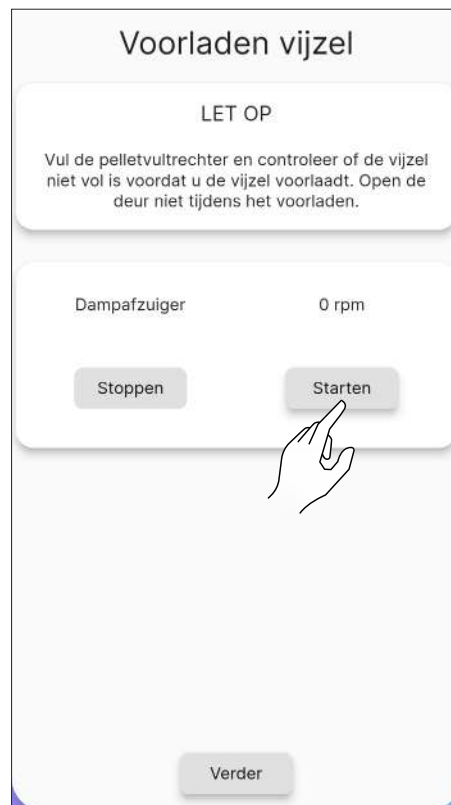 Voorladen vijzel
LET OP
Vul de pelletvultrechter en controleer of de vijzel
niet vol is voordat u de vijzel voorlaadt. Open de
deur niet tijdens het voorladen.
Dampafzuiger 0 rpm
Stoppen Starten
Verder